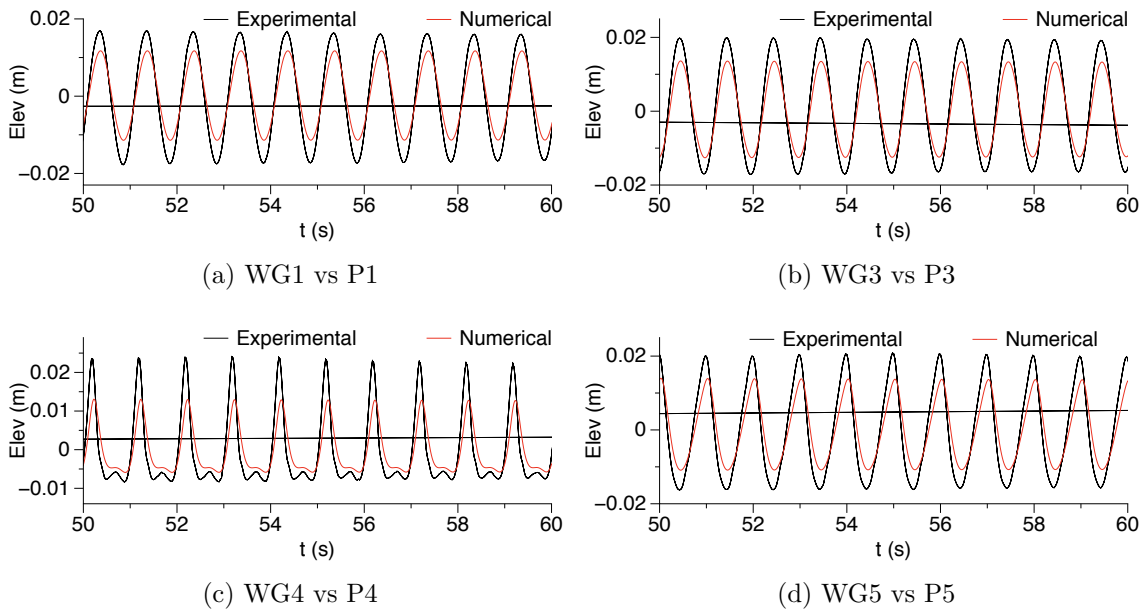 Experimental Numerical
0.02
0
−0.02
Elev (m)
50 52 54 56 58 60
t (s)
(a) WG1 vs P1
Experimental Numerical
0.02
0
−0.02
Elev (m)
50 52 54 56 58 60
t (s)
(b) WG3 vs P3
Experimental Numerical
0.02
0.01
0
−0.01
Elev (m)
50 52 54 56 58 60
t (s)
(c) WG4 vs P4
Experimental Numerical
0.02
0
−0.02
Elev (m)
50 52 54 56 58 60
t (s)
(d) WG5 vs P5